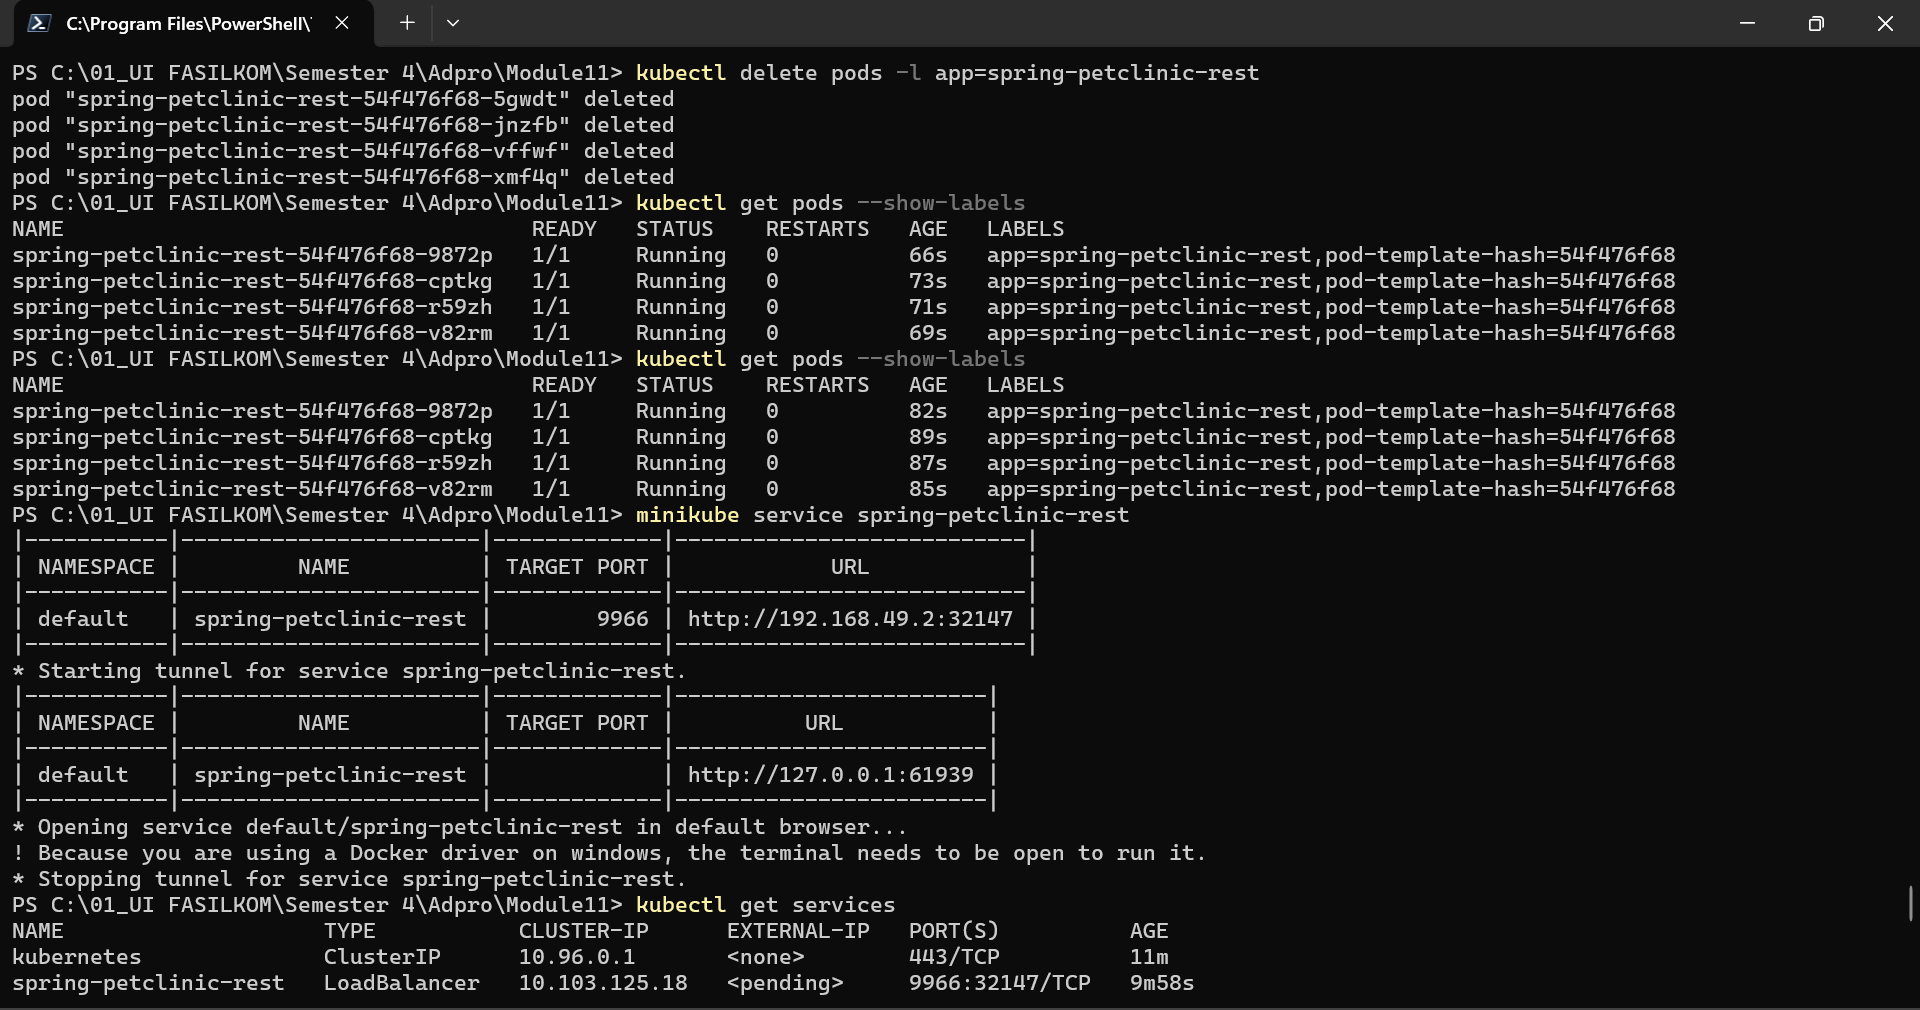 C:\Program Files\PowerShell\
PS C:\01_UI FASILKOM\Semester 4\Adpro\Module11> kubectl delete pods -l app=spring-petclinic-rest
pod "spring-petclinic-rest-54f476f68-5gwdt" deleted
pod "spring-petclinic-rest-54f476f68-jnzfb" deleted
pod "spring-petclinic-rest-54f476f68-vffwf" deleted
pod "spring-petclinic-rest-54f476f68-xmf4q" deleted
PS C:\01_UI FASILKOM\Semester 4\Adpro\Module11> kubectl get pods --show-labels
NAME                                    READY   STATUS    RESTARTS   AGE   LABELS
spring-petclinic-rest-54f476f68-9872p   1/1     Running   0          66s   app=spring-petclinic-rest,pod-template-hash=54f476f68
spring-petclinic-rest-54f476f68-cptkg   1/1     Running   0          73s   app=spring-petclinic-rest,pod-template-hash=54f476f68
spring-petclinic-rest-54f476f68-r59zh   1/1     Running   0          71s   app=spring-petclinic-rest,pod-template-hash=54f476f68
spring-petclinic-rest-54f476f68-v82rm   1/1     Running   0          69s   app=spring-petclinic-rest,pod-template-hash=54f476f68
PS C:\01_UI FASILKOM\Semester 4\Adpro\Module11> kubectl get pods --show-labels
NAME                                    READY   STATUS    RESTARTS   AGE   LABELS
spring-petclinic-rest-54f476f68-9872p   1/1     Running   0          82s   app=spring-petclinic-rest,pod-template-hash=54f476f68
spring-petclinic-rest-54f476f68-cptkg   1/1     Running   0          89s   app=spring-petclinic-rest,pod-template-hash=54f476f68
spring-petclinic-rest-54f476f68-r59zh   1/1     Running   0          87s   app=spring-petclinic-rest,pod-template-hash=54f476f68
spring-petclinic-rest-54f476f68-v82rm   1/1     Running   0          85s   app=spring-petclinic-rest,pod-template-hash=54f476f68
PS C:\01_UI FASILKOM\Semester 4\Adpro\Module11> minikube service spring-petclinic-rest
|-----------|-----------------------|-------------|---------------------------|
| NAMESPACE |         NAME          | TARGET PORT |            URL            |
|-----------|-----------------------|-------------|---------------------------|
| default   | spring-petclinic-rest |        9966 | http://192.168.49.2:32147 |
|-----------|-----------------------|-------------|---------------------------|
* Starting tunnel for service spring-petclinic-rest.
|-----------|-----------------------|-------------|------------------------|
| NAMESPACE |         NAME          | TARGET PORT |          URL           |
|-----------|-----------------------|-------------|------------------------|
| default   | spring-petclinic-rest |             | http://127.0.0.1:61939 |
|-----------|-----------------------|-------------|------------------------|
* Opening service default/spring-petclinic-rest in default browser...
! Because you are using a Docker driver on windows, the terminal needs to be open to run it.
* Stopping tunnel for service spring-petclinic-rest.
PS C:\01_UI FASILKOM\Semester 4\Adpro\Module11> kubectl get services
NAME                    TYPE           CLUSTER-IP      EXTERNAL-IP   PORT(S)          AGE
kubernetes              ClusterIP      10.96.0.1       <none>        443/TCP          11m
spring-petclinic-rest   LoadBalancer   10.103.125.18   <pending>     9966:32147/TCP   9m58s